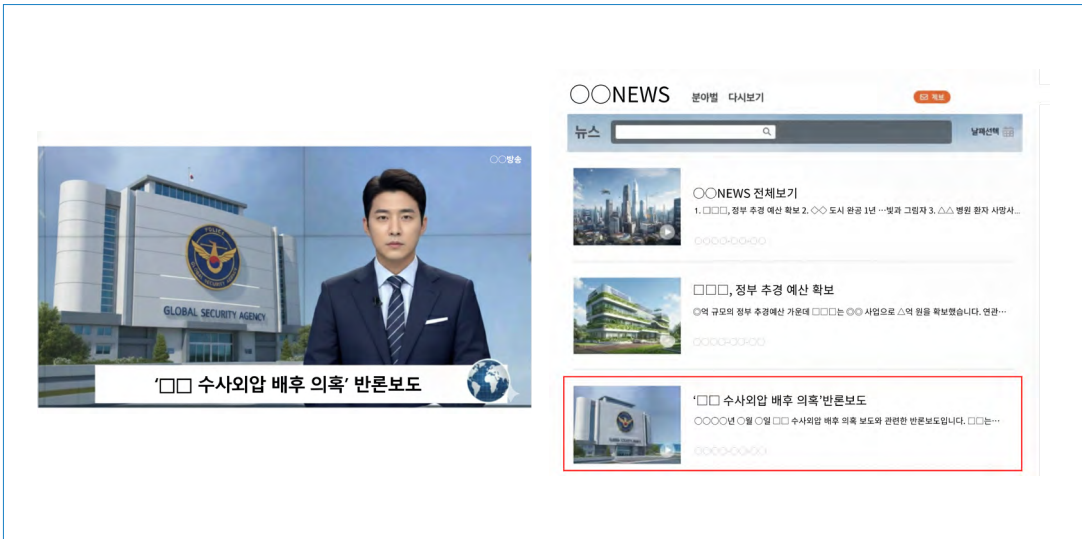 ○○방송
POLICE
GLOBAL SECURITY AGENCY
GLOBAL SECURITY AGENCY
‘□□ 수사외압 배후 의혹’ 반론보도
○○NEWS 분야별 다시보기 제보
뉴스 날짜선택
○○NEWS 전체보기
1. □□□, 정부 추경 예산 확보 2. ◇◇ 도시 완공 1년 …빛과 그림자 3. △△ 병원 환자 사망사...
○○○○-○○-○○
□□□, 정부 추경 예산 확보
◎억 규모의 정부 추경예산 가운데 □□□는 ◎◎ 사업으로 △억 원을 확보했습니다. 연관…
○○○○-○○-○○
‘□□ 수사외압 배후 의혹’반론보도
○○○○년 ○월 ○일 □□ 수사외압 배후 의혹 보도와 관련한 반론보도입니다. □□는…
○○○○-○○-○○